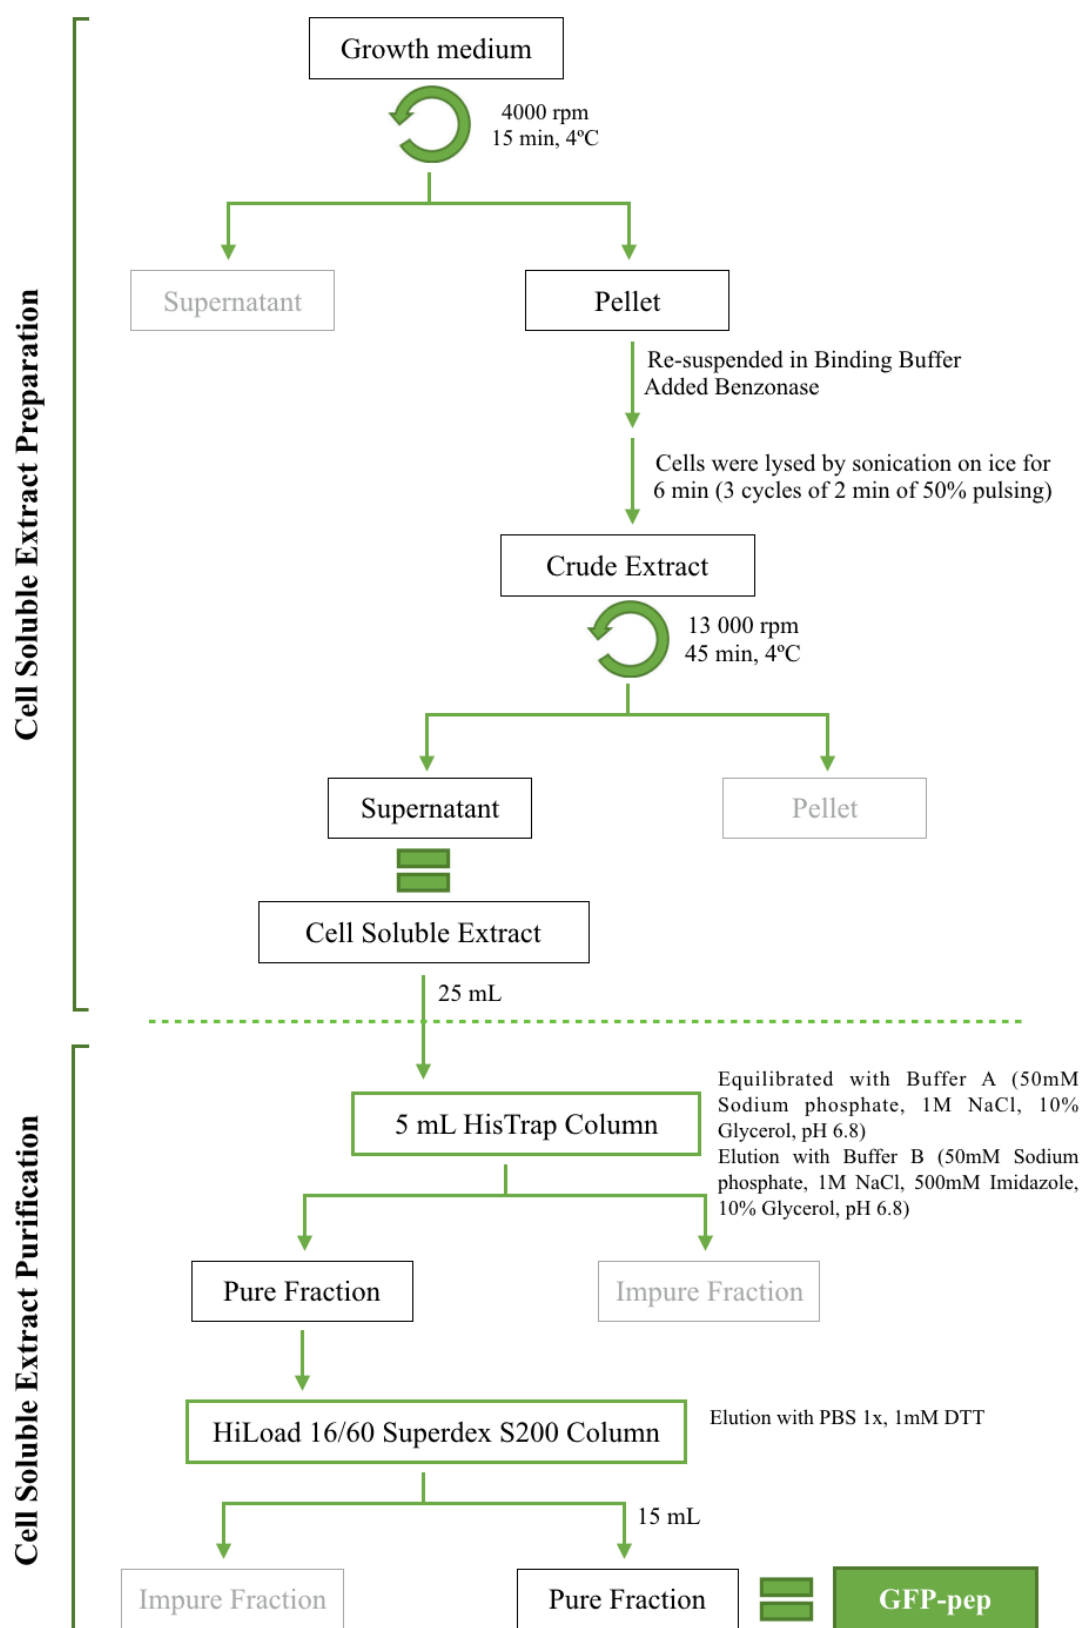 Growth medium
4000 rpm
15 min, 4ºC
Supernatant
Pellet
Re-suspended in Binding Buffer
Added Benzonase
Cells were lysed by sonication on ice for
6 min (3 cycles of 2 min of 50% pulsing)
Crude Extract
13 000 rpm
45 min, 4ºC
Supernatant
Pellet
Cell Soluble Extract
25 mL
Cell Soluble Extract Preparation
5 mL HisTrap Column
Equilibrated with Buffer A (50mM
Sodium phosphate, 1M NaCl, 10%
Glycerol, pH 6.8)
Elution with Buffer B (50mM Sodium
phosphate, 1M NaCl, 500mM Imidazole,
10% Glycerol, pH 6.8)
Pure Fraction
Impure Fraction
HiLoad 16/60 Superdex S200 Column
Elution with PBS 1x, 1mM DTT
15 mL
Impure Fraction
Pure Fraction
GFP-pep
Cell Soluble Extract Purification